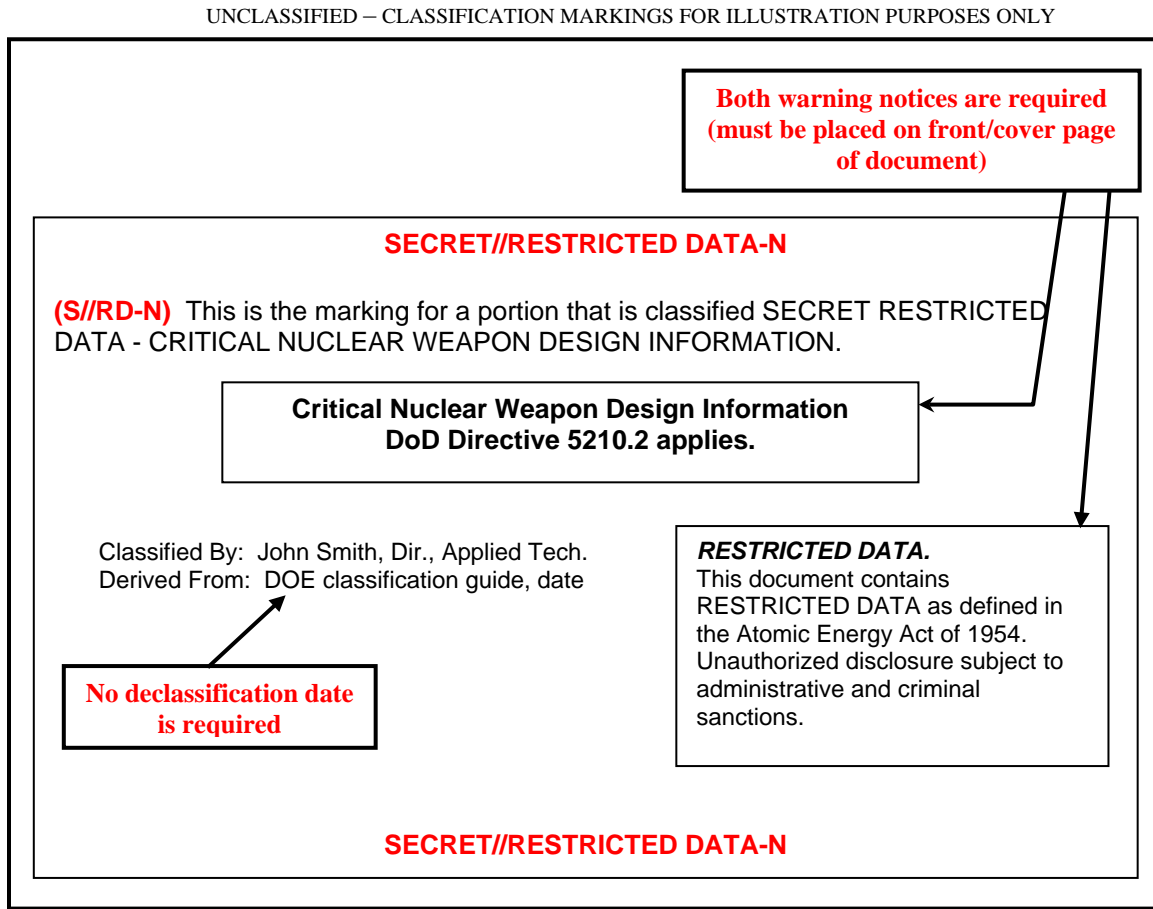 UNCLASSIFIED – CLASSIFICATION MARKINGS FOR ILLUSTRATION PURPOSES ONLY
Both warning notices are required
(must be placed on front/cover page
of document)
SECRET//RESTRICTED DATA-N
(S//RD-N) This is the marking for a portion that is classified SECRET RESTRICTED
DATA - CRITICAL NUCLEAR WEAPON DESIGN INFORMATION.
Critical Nuclear Weapon Design Information
DoD Directive 5210.2 applies.
Classified By: John Smith, Dir., Applied Tech.
Derived From: DOE classification guide, date
No declassification date
is required
RESTRICTED DATA.
This document contains
RESTRICTED DATA as defined in
the Atomic Energy Act of 1954.
Unauthorized disclosure subject to
administrative and criminal
sanctions.
SECRET//RESTRICTED DATA-N